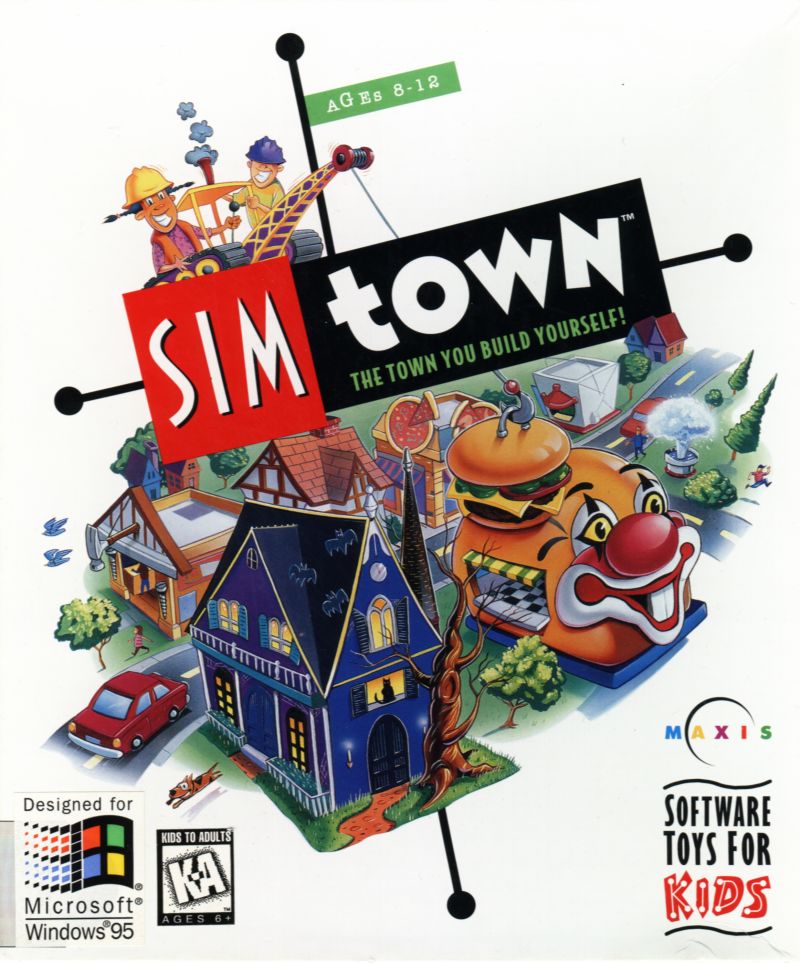 AGEs 8-12
SIM
toWN™
THE TOWN YOU BUILD YOURSELF!
MAXIS
SOFTWARE
TOYS FOR
KIDS
Designed for
®
Microsoft®
Windows®95
KIDS TO ADULTS
K-A
™
AGES 6+